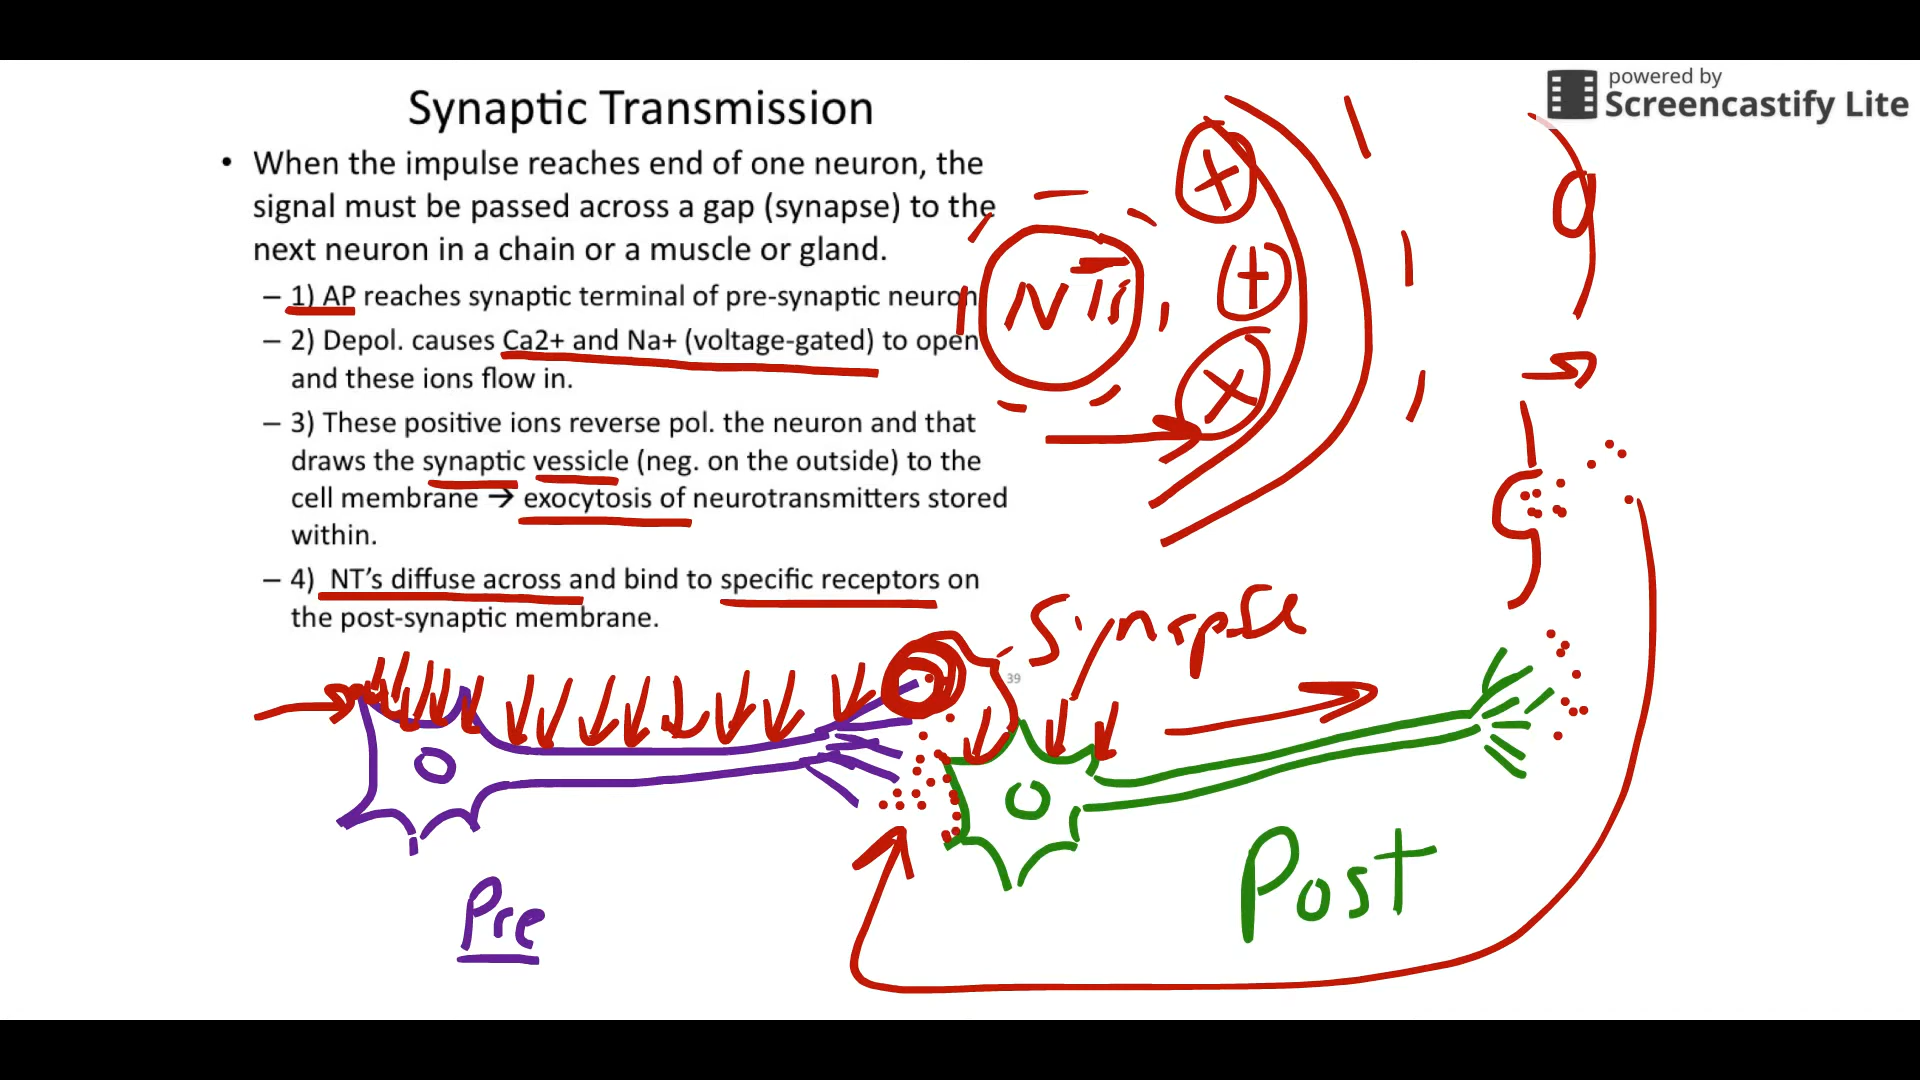 powered by
Screencastify Lite
Synaptic Transmission
• When the impulse reaches end of one neuron, the
signal must be passed across a gap (synapse) to the
next neuron in a chain or a muscle or gland.
– 1) AP reaches synaptic terminal of pre-synaptic neuron
– 2) Depol. causes Ca2+ and Na+ (voltage-gated) to open
and these ions flow in.
– 3) These positive ions reverse pol. the neuron and that
draws the synaptic vessicle (neg. on the outside) to the
cell membrane → exocytosis of neurotransmitters stored
within.
– 4) NT's diffuse across and bind to specific receptors on
the post-synaptic membrane.
+
+
+
Synapse
39
Pre
Post